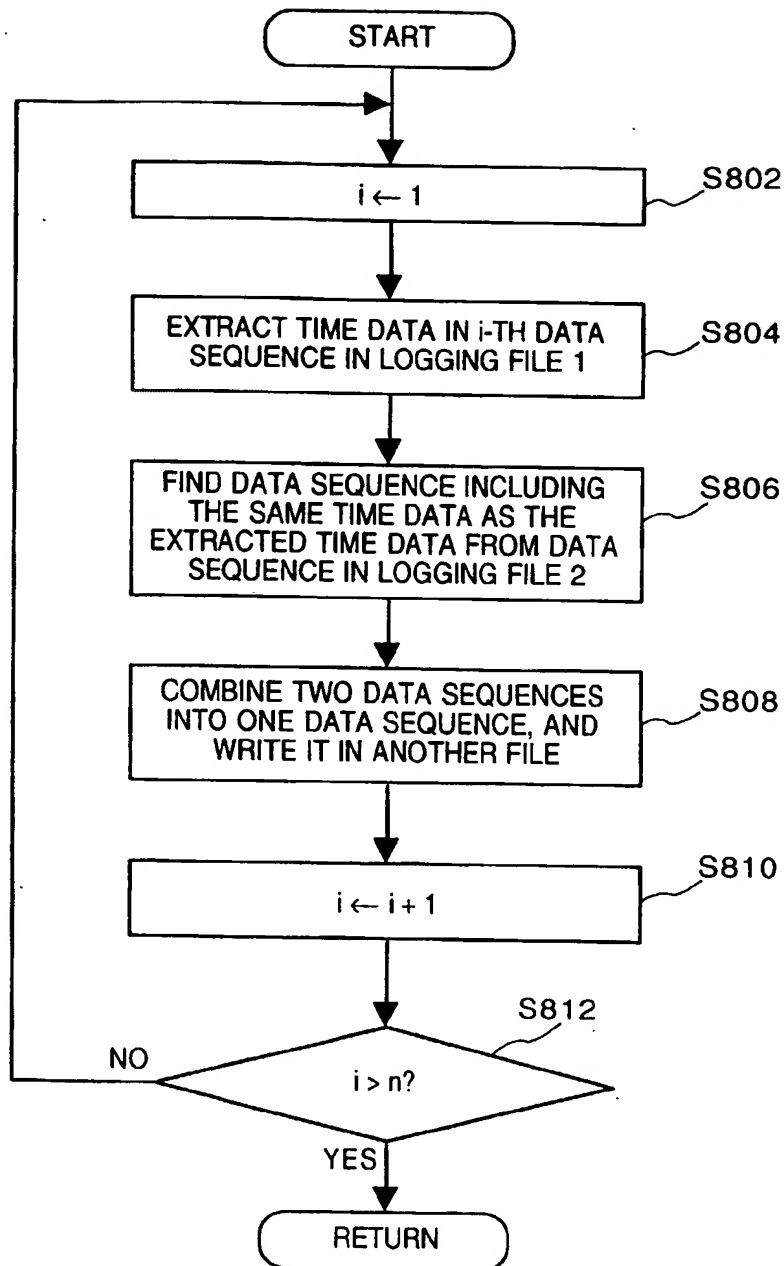 START
i ← 1
S802
EXTRACT TIME DATA IN i-TH DATA
SEQUENCE IN LOGGING FILE 1
S804
FIND DATA SEQUENCE INCLUDING
THE SAME TIME DATA AS THE
EXTRACTED TIME DATA FROM DATA
SEQUENCE IN LOGGING FILE 2
S806
COMBINE TWO DATA SEQUENCES
INTO ONE DATA SEQUENCE, AND
WRITE IT IN ANOTHER FILE
S808
i ← i + 1
S810
S812
NO
i > n?
YES
RETURN